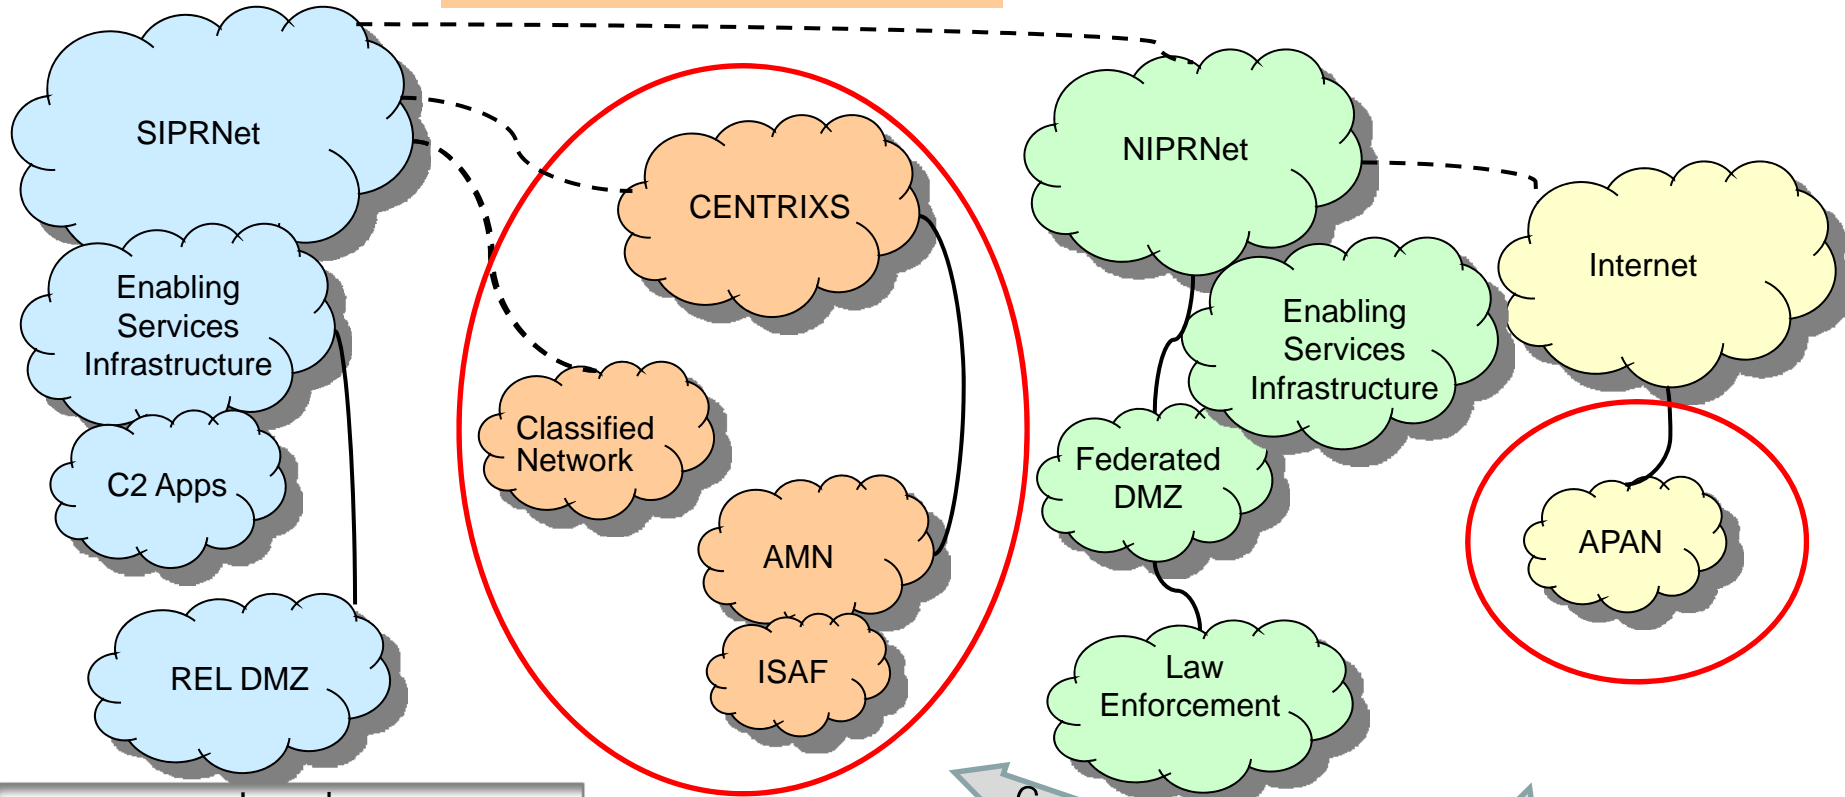 SIPRNet
Enabling
Services
Infrastructure
C2 Apps
REL DMZ
CENTRIXS
Classified
Network
AMN
ISAF
NIPRNet
Enabling
Services
Infrastructure
Federated
DMZ
Law
Enforcement
Internet
APAN